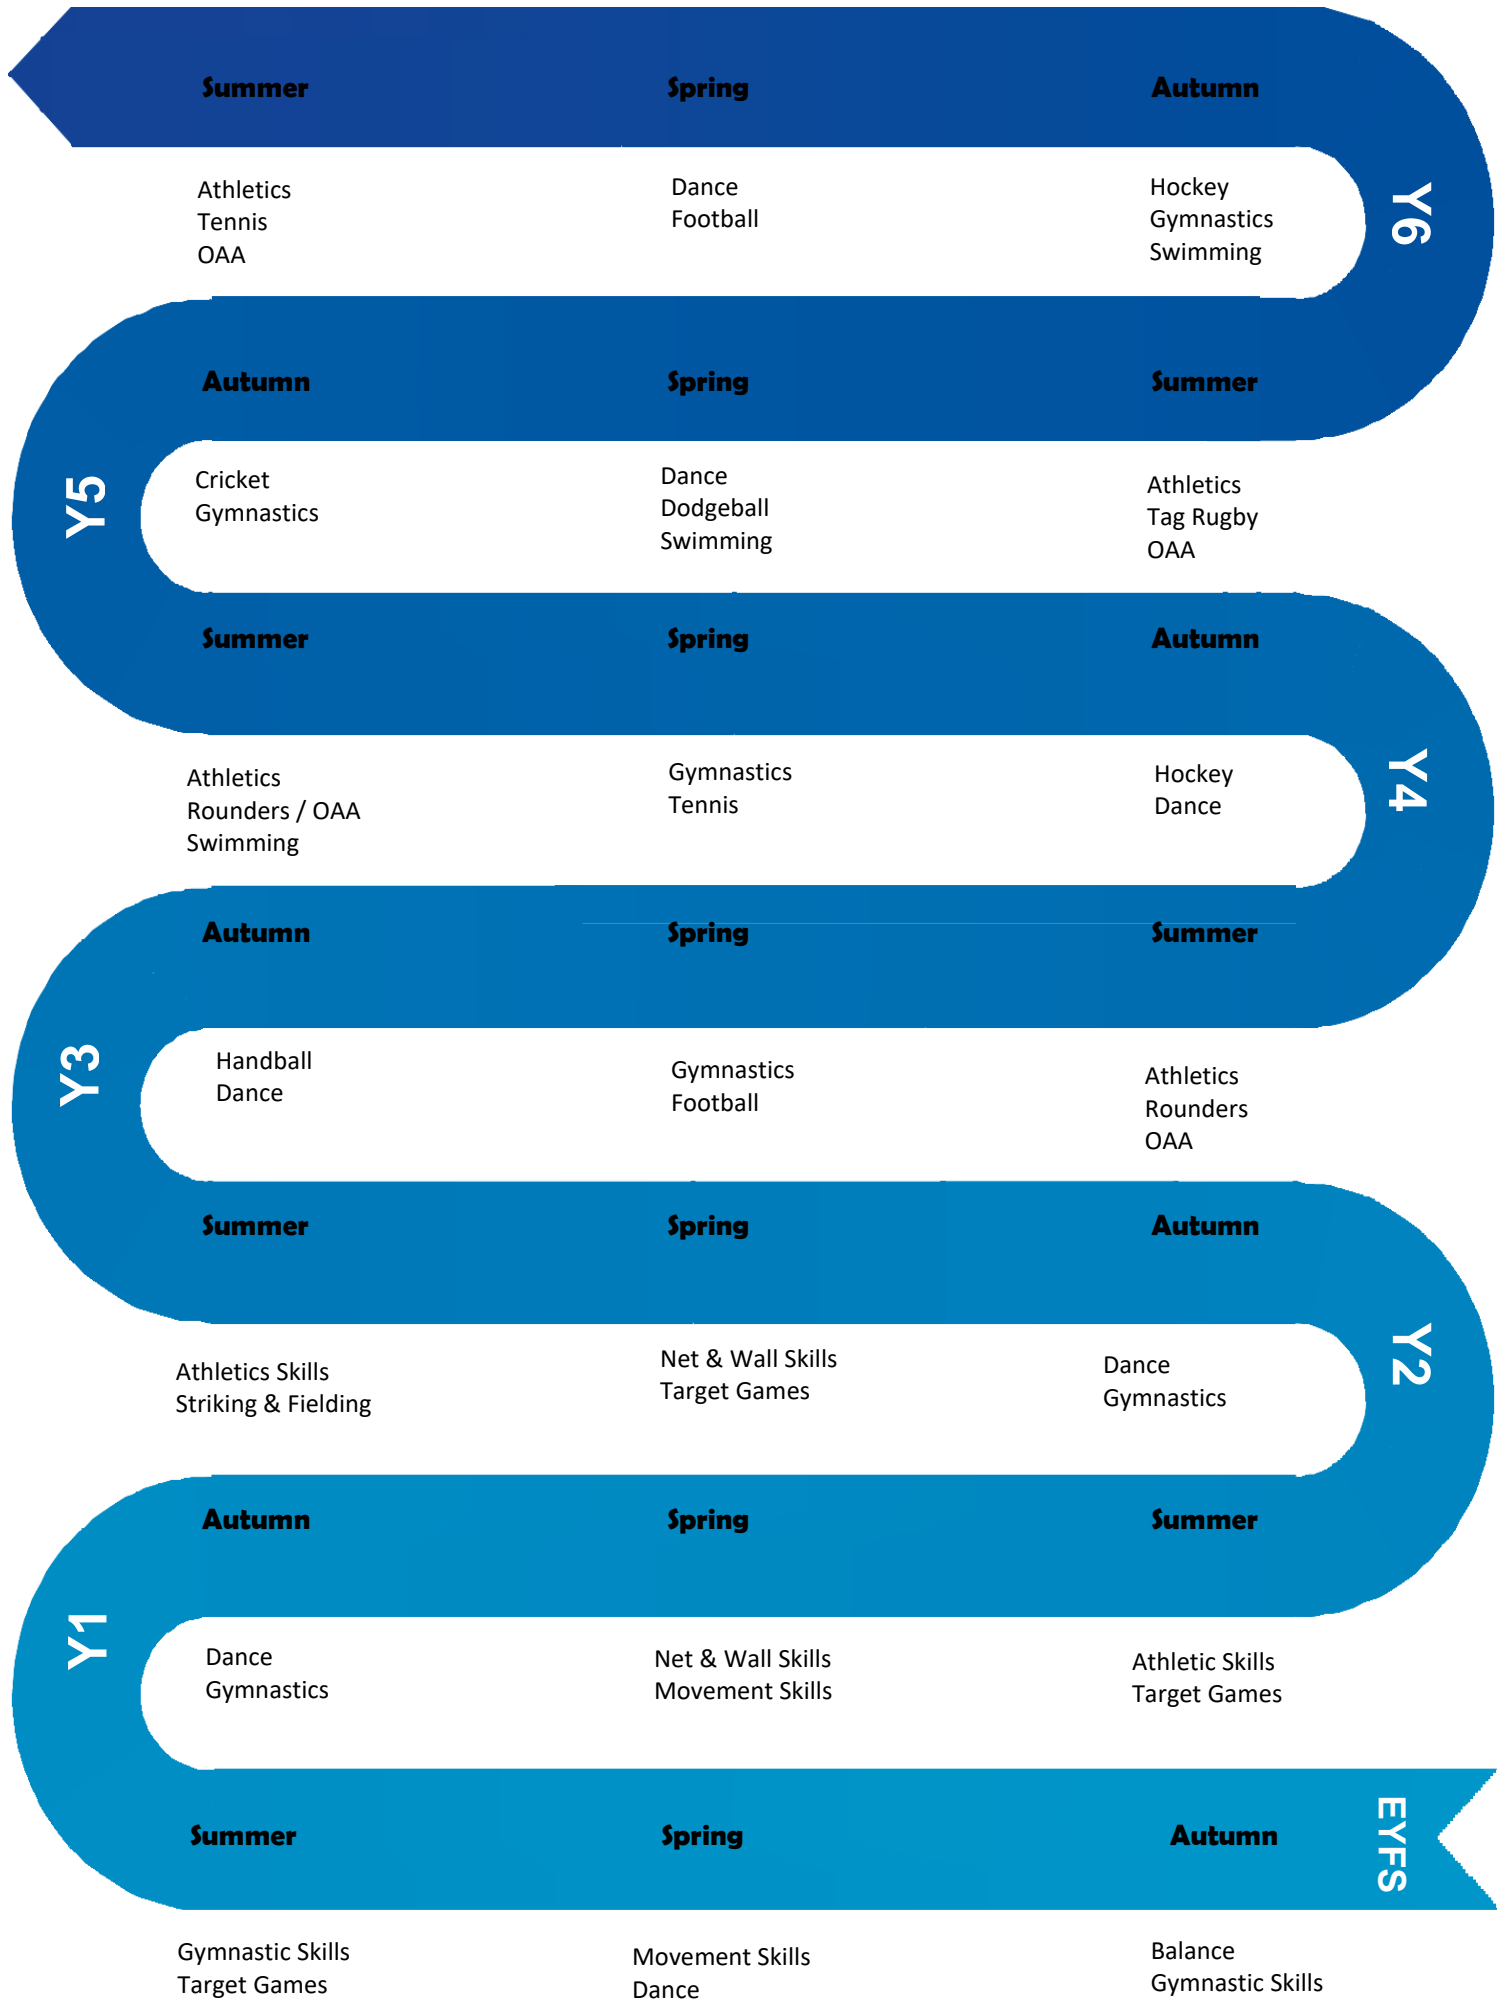 Summer
Spring
Autumn
Athletics
Tennis
OAA
Dance
Football
Hockey
Gymnastics
Swimming
Y6
Autumn
Spring
Summer
Y5
Cricket
Gymnastics
Dance
Dodgeball
Swimming
Athletics
Tag Rugby
OAA
Summer
Spring
Autumn
Athletics
Rounders / OAA
Swimming
Gymnastics
Tennis
Hockey
Dance
Y4
Autumn
Spring
Summer
Y3
Handball
Dance
Gymnastics
Football
Athletics
Rounders
OAA
Summer
Spring
Autumn
Athletics Skills
Striking & Fielding
Net & Wall Skills
Target Games
Dance
Gymnastics
Y2
Autumn
Spring
Summer
Y1
Dance
Gymnastics
Net & Wall Skills
Movement Skills
Athletic Skills
Target Games
Summer
Spring
Autumn
EYFS
Gymnastic Skills
Target Games
Movement Skills
Dance
Balance
Gymnastic Skills